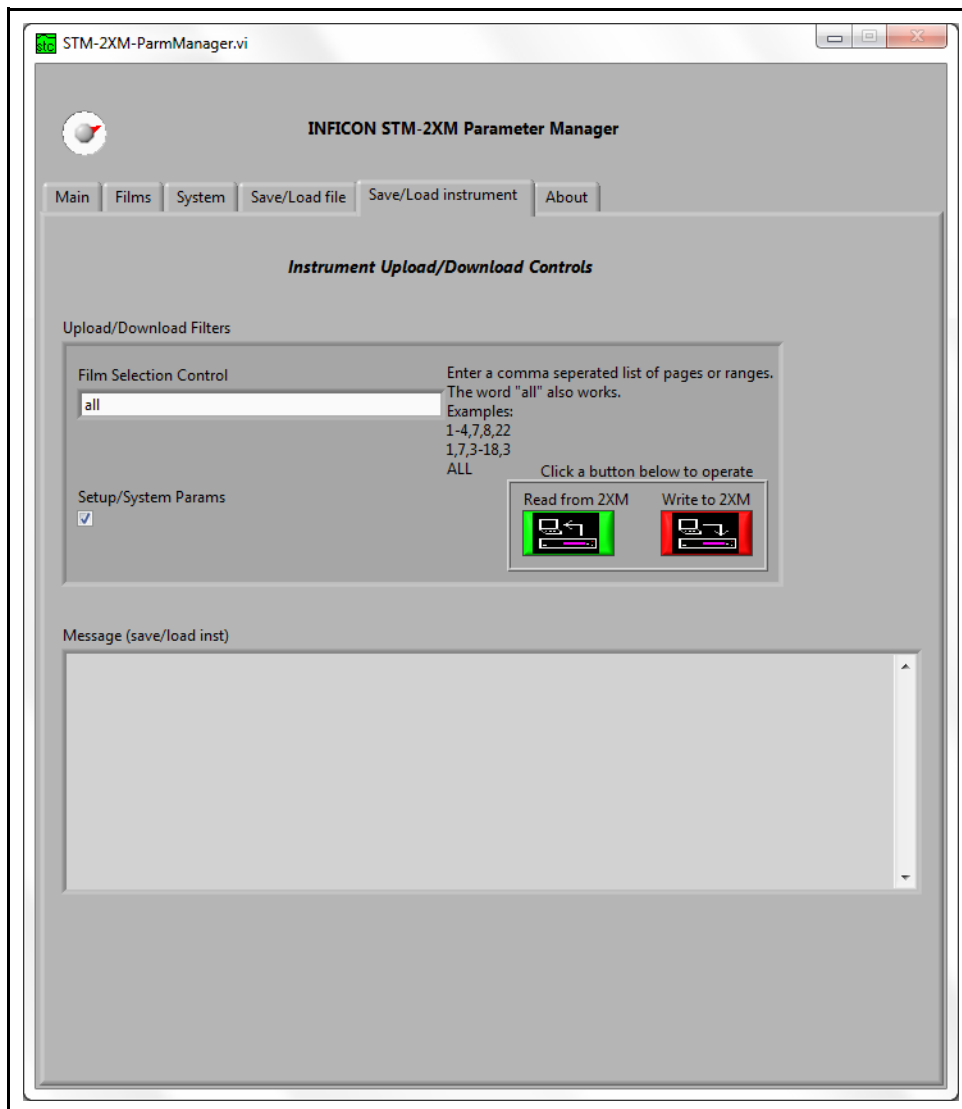 stc STM-2XM-ParmManager.vi
INFICON STM-2XM Parameter Manager
Main Films System Save/Load file Save/Load instrument About
Instrument Upload/Download Controls
Upload/Download Filters
Film Selection Control
all
Enter a comma seperated list of pages or ranges.
The word "all" also works.
Examples:
1-4,7,8,22
1,7,3-18,3
ALL
Click a button below to operate
Setup/System Params
Read from 2XM Write to 2XM
Message (save/load inst)